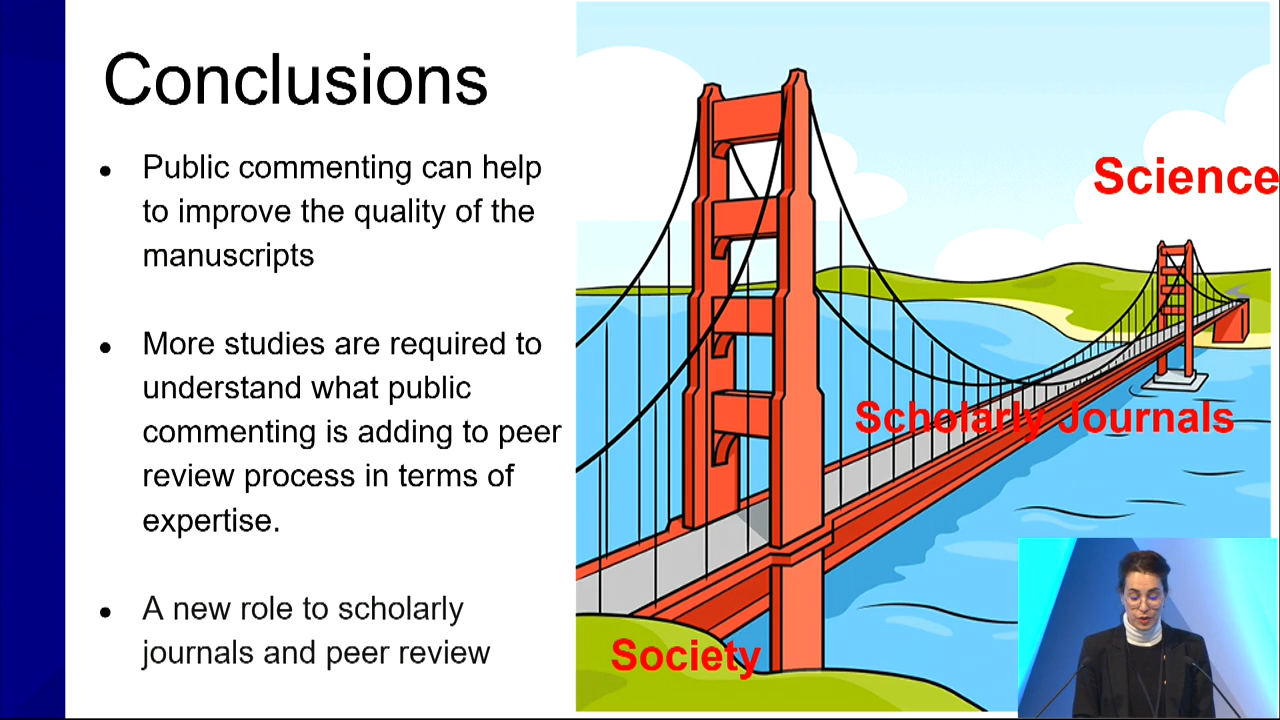 Conclusions
• Public commenting can help
to improve the quality of the
manuscripts
• More studies are required to
understand what public
commenting is adding to peer
review process in terms of
expertise.
• A new role to scholarly
journals and peer review
Science
Scholarly Journals
Society